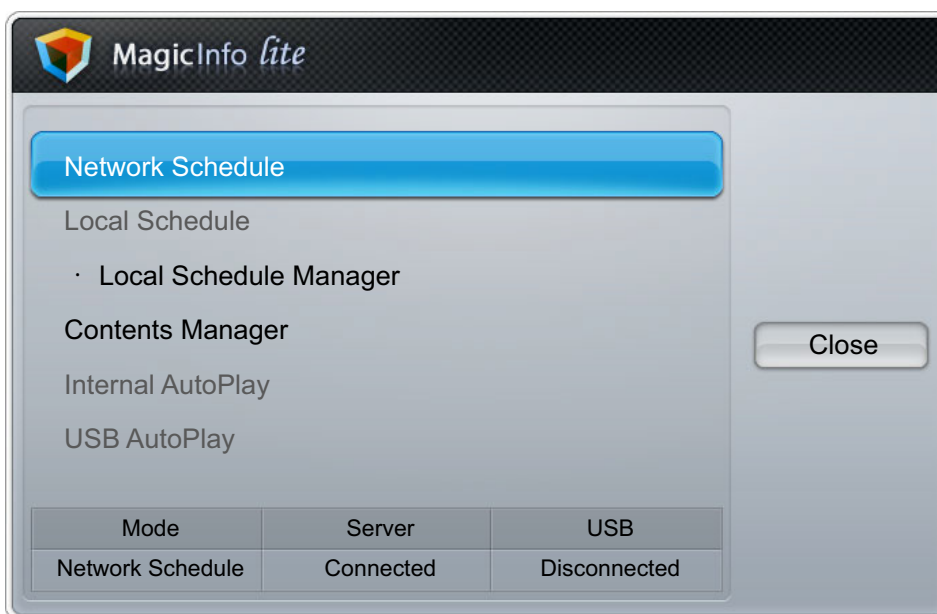 MagicInfo lite
Network Schedule
Local Schedule
· Local Schedule Manager
Contents Manager
Close
Internal AutoPlay
USB AutoPlay
Mode Server USB
Network Schedule Connected Disconnected